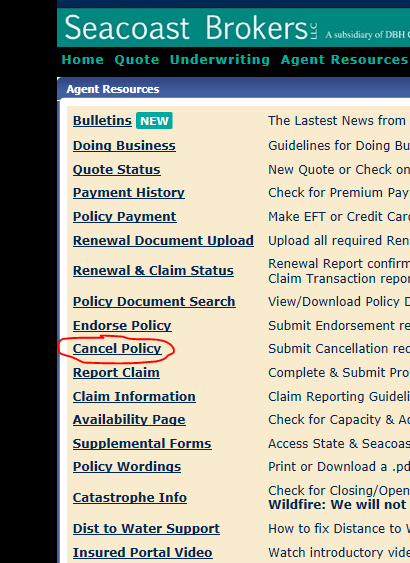 Seacoast Brokers LLC A subsidiary of DBH
Home Quote Underwriting Agent Resources
Agent Resources
Bulletins NEW The Lastest News from
Doing Business Guidelines for Doing Bu
Quote Status New Quote or Check on
Payment History Check for Premium Pay
Policy Payment Make EFT or Credit Car
Renewal Document Upload Upload all required Ren
Renewal & Claim Status Renewal Report confirm
Claim Transaction repor
Policy Document Search View/Download Policy D
Endorse Policy Submit Endorsement re
Cancel Policy Submit Cancellation req
Report Claim Complete & Submit Pro
Claim Information Claim Reporting Guideli
Availability Page Check for Capacity & Ad
Supplemental Forms Access State & Seacoas
Policy Wordings Print or Download a .pd
Catastrophe Info Check for Closing/Open
Wildfire: We will not
Dist to Water Support How to fix Distance to W
Insured Portal Video Watch introductory vide